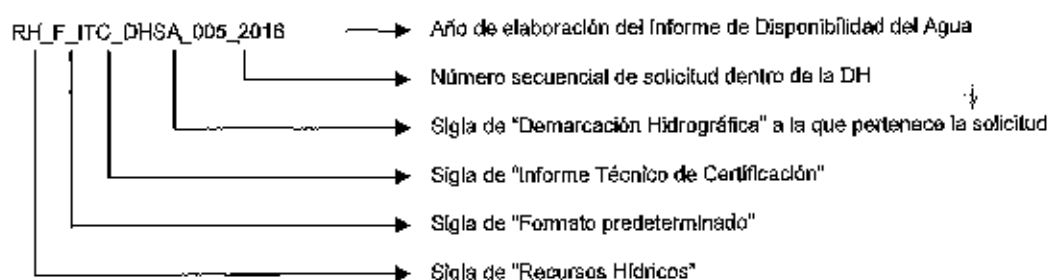 RH_F_ITC_DHSA_005_2016 Año de elaboración del Informe de Disponibilidad del Agua
Número secuencial de solicitud dentro de la DH
Sigla de "Demarcación Hidrográfica" a la que pertenece la solicitud
Sigla de "Informe Técnico de Certificación"
Sigla de "Formato predeterminado"
Sigla de "Recursos Hídricos"